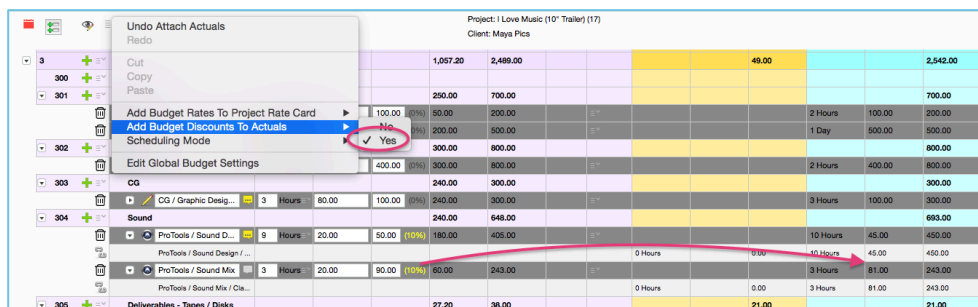 Project: I Love Music (10" Trailer) (17)
Client: Maya Pics
Undo Attach Actuals
Redo
Cut
Copy
Paste
Add Budget Rates To Project Rate Card
Add Budget Discounts To Actuals
Scheduling Mode
Edit Global Budget Settings
No
Yes
3 1,057.20 2,489.00 49.00 2,542.00
300
301 250.00 700.00 700.00
100.00 (0%) 50.00 200.00 2 Hours 100.00 200.00
(0%) 200.00 500.00 1 Day 500.00 500.00
302 300.00 800.00 800.00
400.00 (0%) 300.00 800.00 2 Hours 400.00 800.00
303 CG 240.00 300.00 300.00
CG / Graphic Desig... 3 Hours 80.00 100.00 (0%) 240.00 300.00 3 Hours 100.00 300.00
304 Sound 240.00 648.00 693.00
ProTools / Sound D... 9 Hours 20.00 50.00 (10%) 180.00 405.00 10 Hours 45.00 450.00
ProTools / Sound Design / ... 0 Hours 0.00 10 Hours 45.00 450.00
ProTools / Sound Mix 3 Hours 20.00 90.00 (10%) 60.00 243.00 3 Hours 81.00 243.00
ProTools / Sound Mix / Cla... 0 Hours 0.00 3 Hours 81.00 243.00
305 Deliverables - Tapes / Disks 27.20 36.00 21.00 21.00